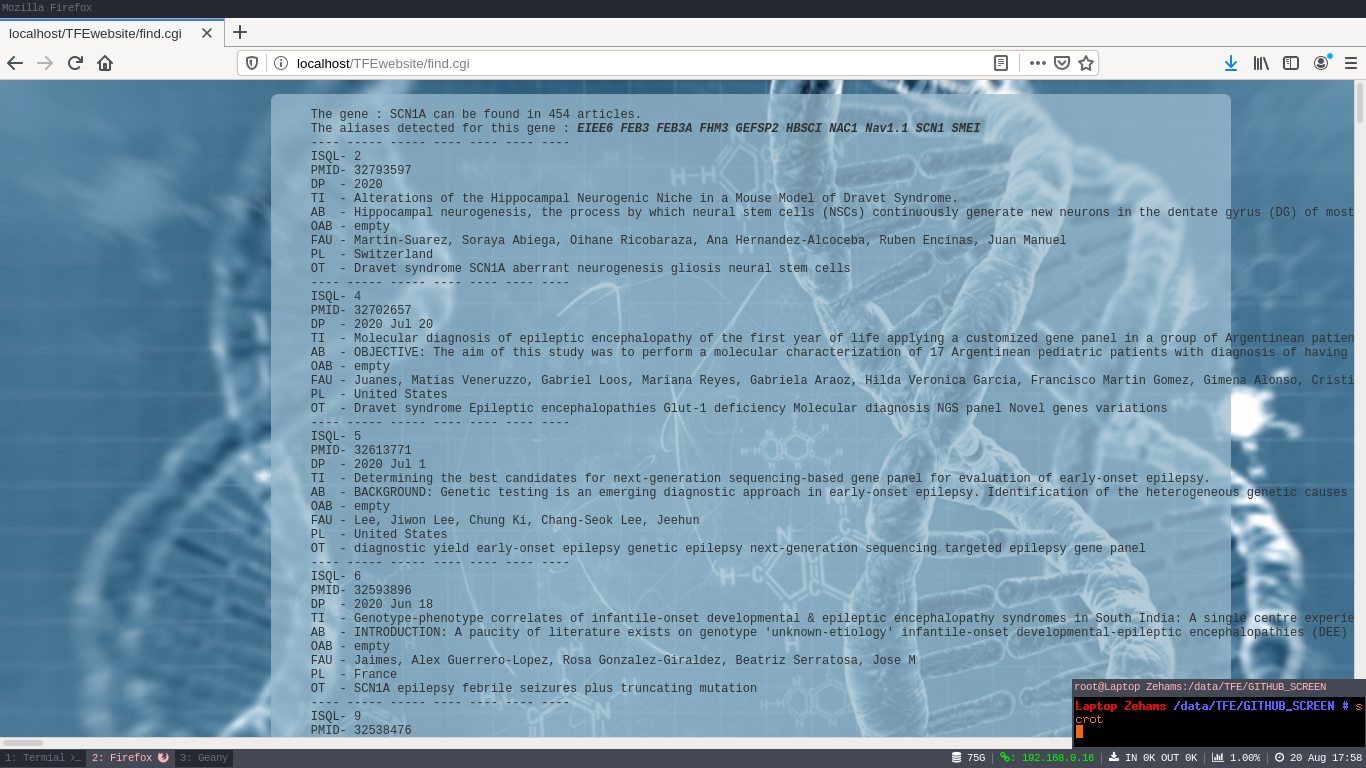 Mozilla Firefox
localhost/TFEwebsite/find.cgi
localhost/TFEwebsite/find.cgi
The gene : SCN1A can be found in 454 articles.
The aliases detected for this gene : EIEE6 FEB3 FEB3A FHM3 GEFSP2 HBSCI NAC1 Nav1.1 SCN1 SMEI
---- ----- ----- ---- ---- ---- ----
ISQL- 2
PMID- 32793597
DP  - 2020
TI  - Alterations of the Hippocampal Neurogenic Niche in a Mouse Model of Dravet Syndrome.
AB  - Hippocampal neurogenesis, the process by which neural stem cells (NSCs) continuously generate new neurons in the dentate gyrus (DG) of most
OAB - empty
FAU - Martin-Suarez, Soraya Abiega, Oihane Ricobaraza, Ana Hernandez-Alcoceba, Ruben Encinas, Juan Manuel
PL  - Switzerland
OT  - Dravet syndrome SCN1A aberrant neurogenesis gliosis neural stem cells
---- ----- ----- ---- ---- ---- ----
ISQL- 4
PMID- 32702657
DP  - 2020 Jul 20
TI  - Molecular diagnosis of epileptic encephalopathy of the first year of life applying a customized gene panel in a group of Argentinean patien
AB  - OBJECTIVE: The aim of this study was to perform a molecular characterization of 17 Argentinean pediatric patients with diagnosis of having
OAB - empty
FAU - Juanes, Matias Veneruzzo, Gabriel Loos, Mariana Reyes, Gabriela Araoz, Hilda Veronica Garcia, Francisco Martin Gomez, Gimena Alonso, Cristi
PL  - United States
OT  - Dravet syndrome Epileptic encephalopathies Glut-1 deficiency Molecular diagnosis NGS panel Novel genes variations
---- ----- ----- ---- ---- ---- ----
ISQL- 5
PMID- 32613771
DP  - 2020 Jul 1
TI  - Determining the best candidates for next-generation sequencing-based gene panel for evaluation of early-onset epilepsy.
AB  - BACKGROUND: Genetic testing is an emerging diagnostic approach in early-onset epilepsy. Identification of the heterogeneous genetic causes
OAB - empty
FAU - Lee, Jiwon Lee, Chung Ki, Chang-Seok Lee, Jeehun
PL  - United States
OT  - diagnostic yield early-onset epilepsy genetic epilepsy next-generation sequencing targeted epilepsy gene panel
---- ----- ----- ---- ---- ---- ----
ISQL- 6
PMID- 32593896
DP  - 2020 Jun 18
TI  - Genotype-phenotype correlates of infantile-onset developmental & epileptic encephalopathy syndromes in South India: A single centre experie
AB  - INTRODUCTION: A paucity of literature exists on genotype 'unknown-etiology' infantile-onset developmental-epileptic encephalopathies (DEE)
OAB - empty
FAU - Jaimes, Alex Guerrero-Lopez, Rosa Gonzalez-Giraldez, Beatriz Serratosa, Jose M
PL  - France
OT  - SCN1A epilepsy febrile seizures plus truncating mutation
---- ----- ----- ---- ---- ---- ----
ISQL- 9
PMID- 32538476
root@Laptop Zehams:/data/TFE/GITHUB_SCREEN
Laptop Zehams /data/TFE/GITHUB_SCREEN # s
crot
1: Termial 2: Firefox 3: Geany 75G | : 192.168.0.16 | IN 0K OUT 0K | 1.00% | 20 Aug 17:58